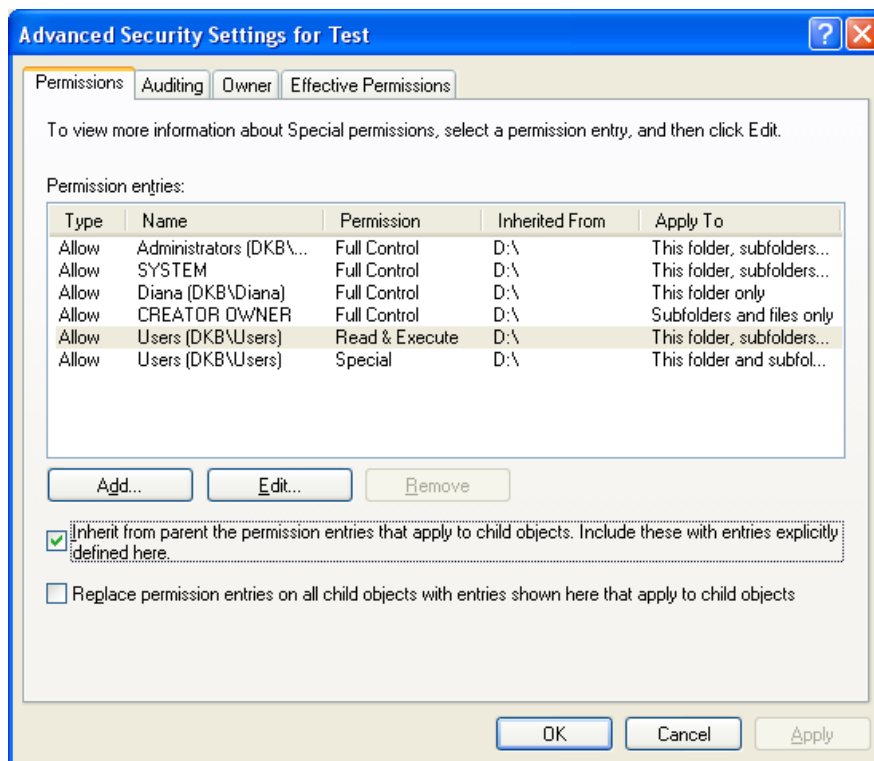 Advanced Security Settings for Test
Permissions Auditing Owner Effective Permissions
To view more information about Special permissions, select a permission entry, and then click Edit.
Permission entries:
Type Name Permission Inherited From Apply To
Allow Administrators (DKB\... Full Control D:\ This folder, subfolders...
Allow SYSTEM Full Control D:\ This folder, subfolders...
Allow Diana (DKB\Diana) Full Control D:\ This folder only
Allow CREATOR OWNER Full Control D:\ Subfolders and files only
Allow Users (DKB\Users) Read & Execute D:\ This folder, subfolders...
Allow Users (DKB\Users) Special D:\ This folder and subfol...
Add... Edit... Remove
Inherit from parent the permission entries that apply to child objects. Include these with entries explicitly
defined here.
Replace permission entries on all child objects with entries shown here that apply to child objects
OK Cancel Apply